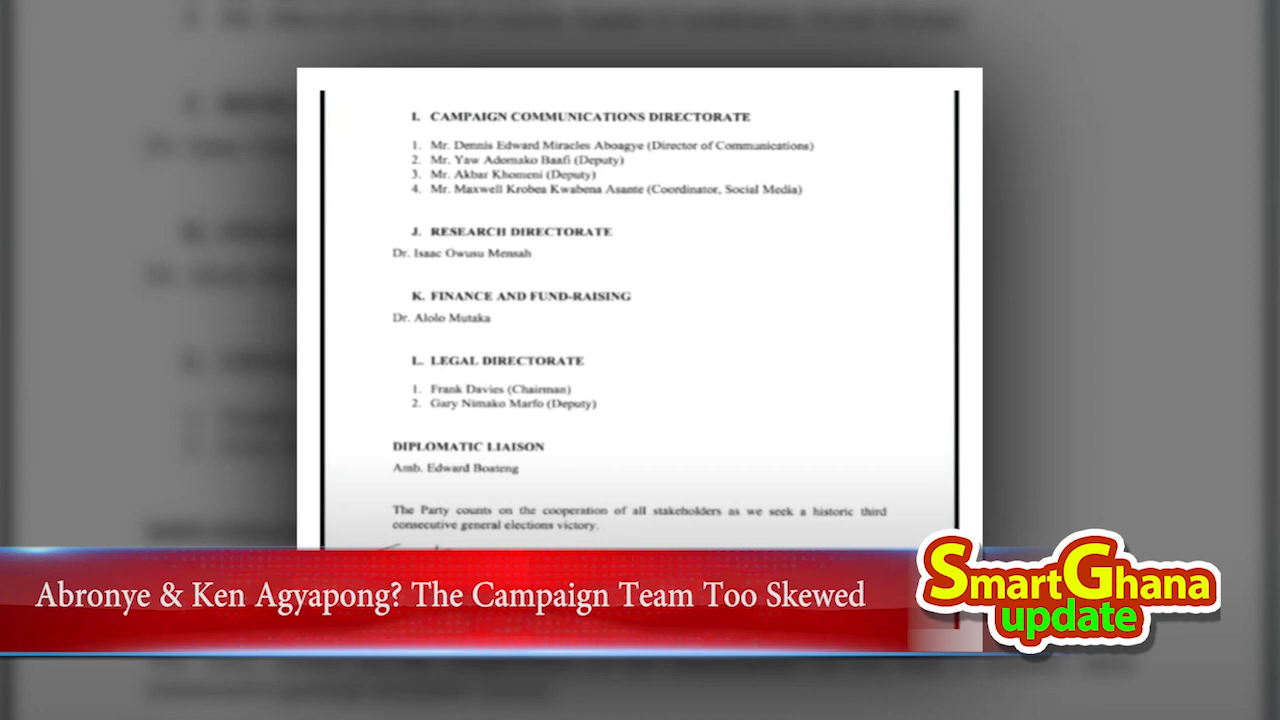 I. CAMPAIGN COMMUNICATIONS DIRECTORATE
1. Mr. Dennis Edward Miracles Aboagye (Director of Communications)
2. Mr. Yaw Adomako Baafi (Deputy)
3. Mr. Akbar Khomeni (Deputy)
4. Mr. Maxwell Krobea Kwabena Asante (Coordinator, Social Media)
J. RESEARCH DIRECTORATE
Dr. Isaac Owusu Mensah
K. FINANCE AND FUND-RAISING
Dr. Alolo Mutaka
L. LEGAL DIRECTORATE
1. Frank Davies (Chairman)
2. Gary Nimako Marfo (Deputy)
DIPLOMATIC LIAISON
Amb. Edward Boateng
The Party counts on the cooperation of all stakeholders as we seek a historic third
consecutive general elections victory.
Abronye & Ken Agyapong? The Campaign Team Too Skewed
SmartGhana
update